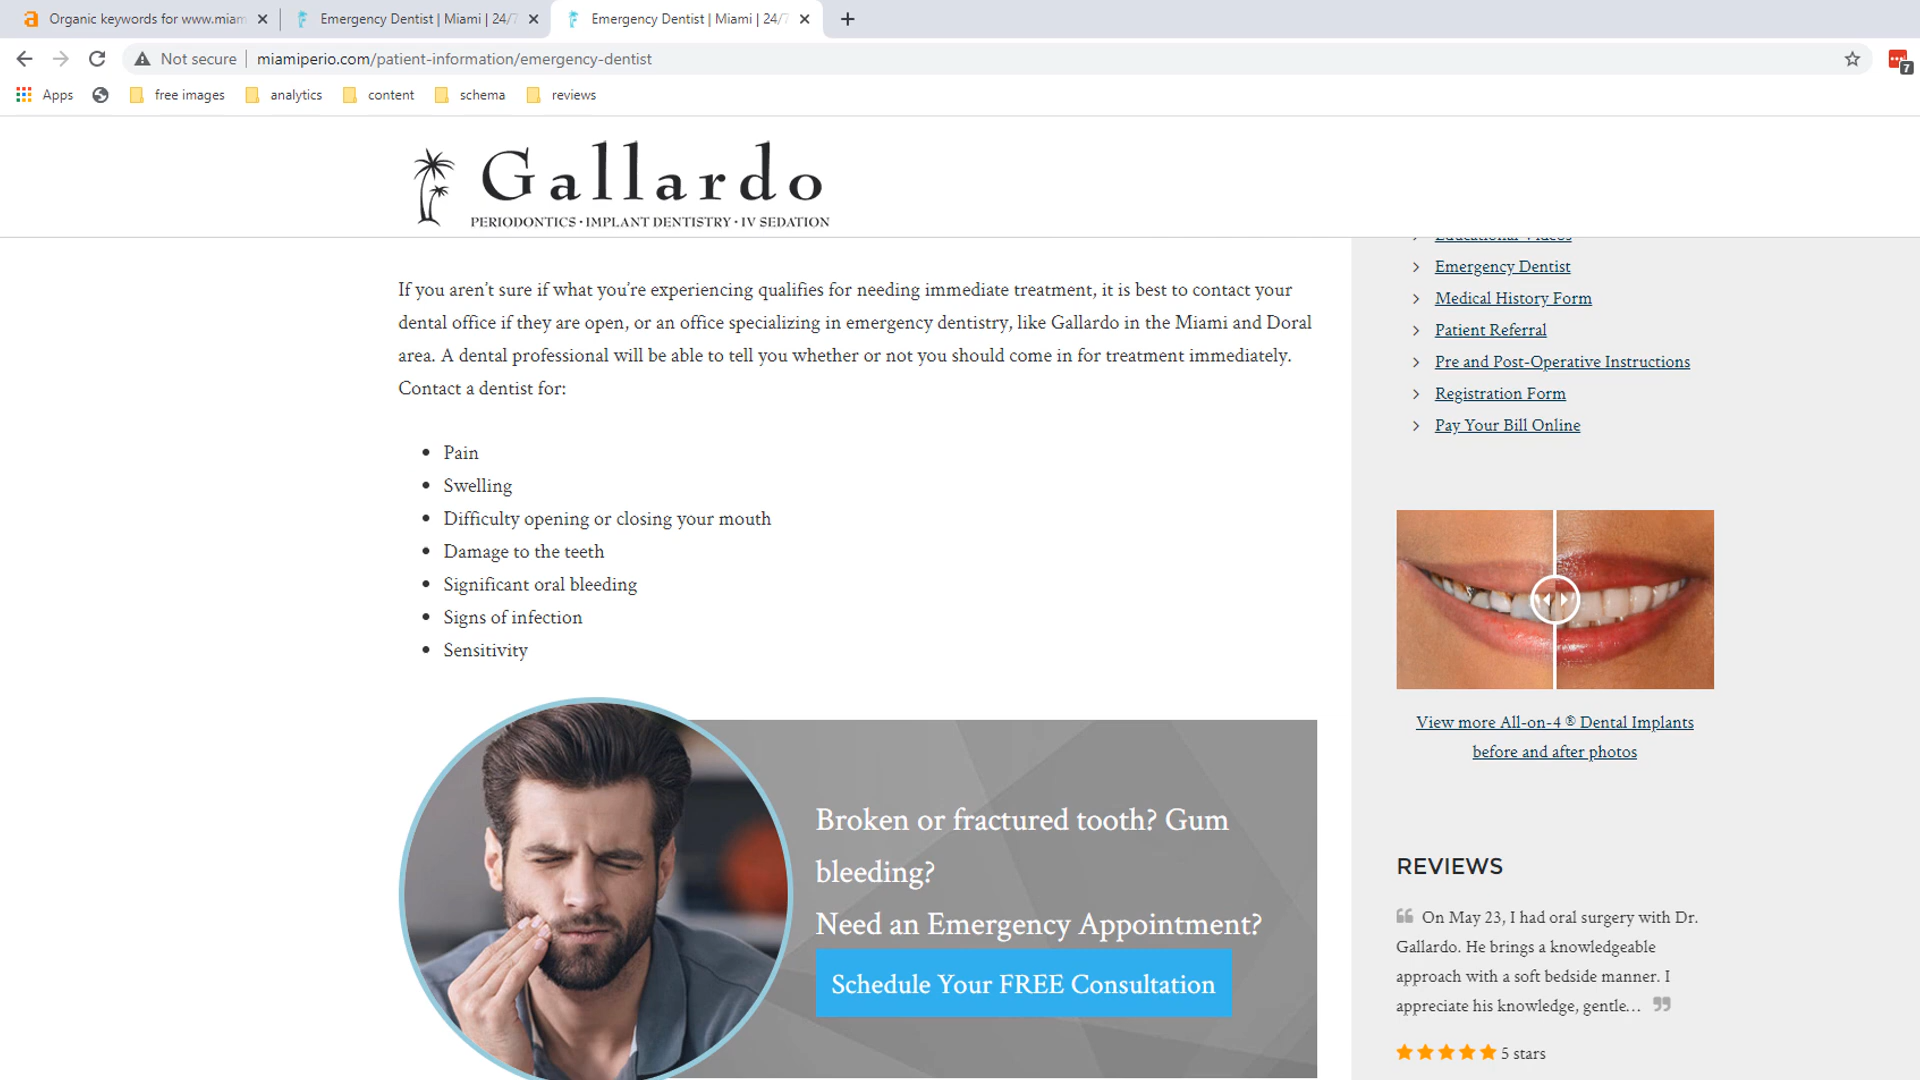 Organic keywords for www.miam
Emergency Dentist | Miami | 24/7
Emergency Dentist | Miami | 24/7
Not secure
miamiperio.com/patient-information/emergency-dentist
7
Apps
free images
analytics
content
schema
reviews
Gallardo
PERIODONTICS • IMPLANT DENTISTRY • IV SEDATION
If you aren’t sure if what you’re experiencing qualifies for needing immediate treatment, it is best to contact your
dental office if they are open, or an office specializing in emergency dentistry, like Gallardo in the Miami and Doral
area. A dental professional will be able to tell you whether or not you should come in for treatment immediately.
Contact a dentist for:
Pain
Swelling
Difficulty opening or closing your mouth
Damage to the teeth
Significant oral bleeding
Signs of infection
Sensitivity
Broken or fractured tooth? Gum
bleeding?
Need an Emergency Appointment?
Schedule Your FREE Consultation
Educational Videos
Emergency Dentist
Medical History Form
Patient Referral
Pre and Post-Operative Instructions
Registration Form
Pay Your Bill Online
View more All-on-4 ® Dental Implants
before and after photos
REVIEWS
“ On May 23, I had oral surgery with Dr.
Gallardo. He brings a knowledgeable
approach with a soft bedside manner. I
appreciate his knowledge, gentle... ”
5 stars